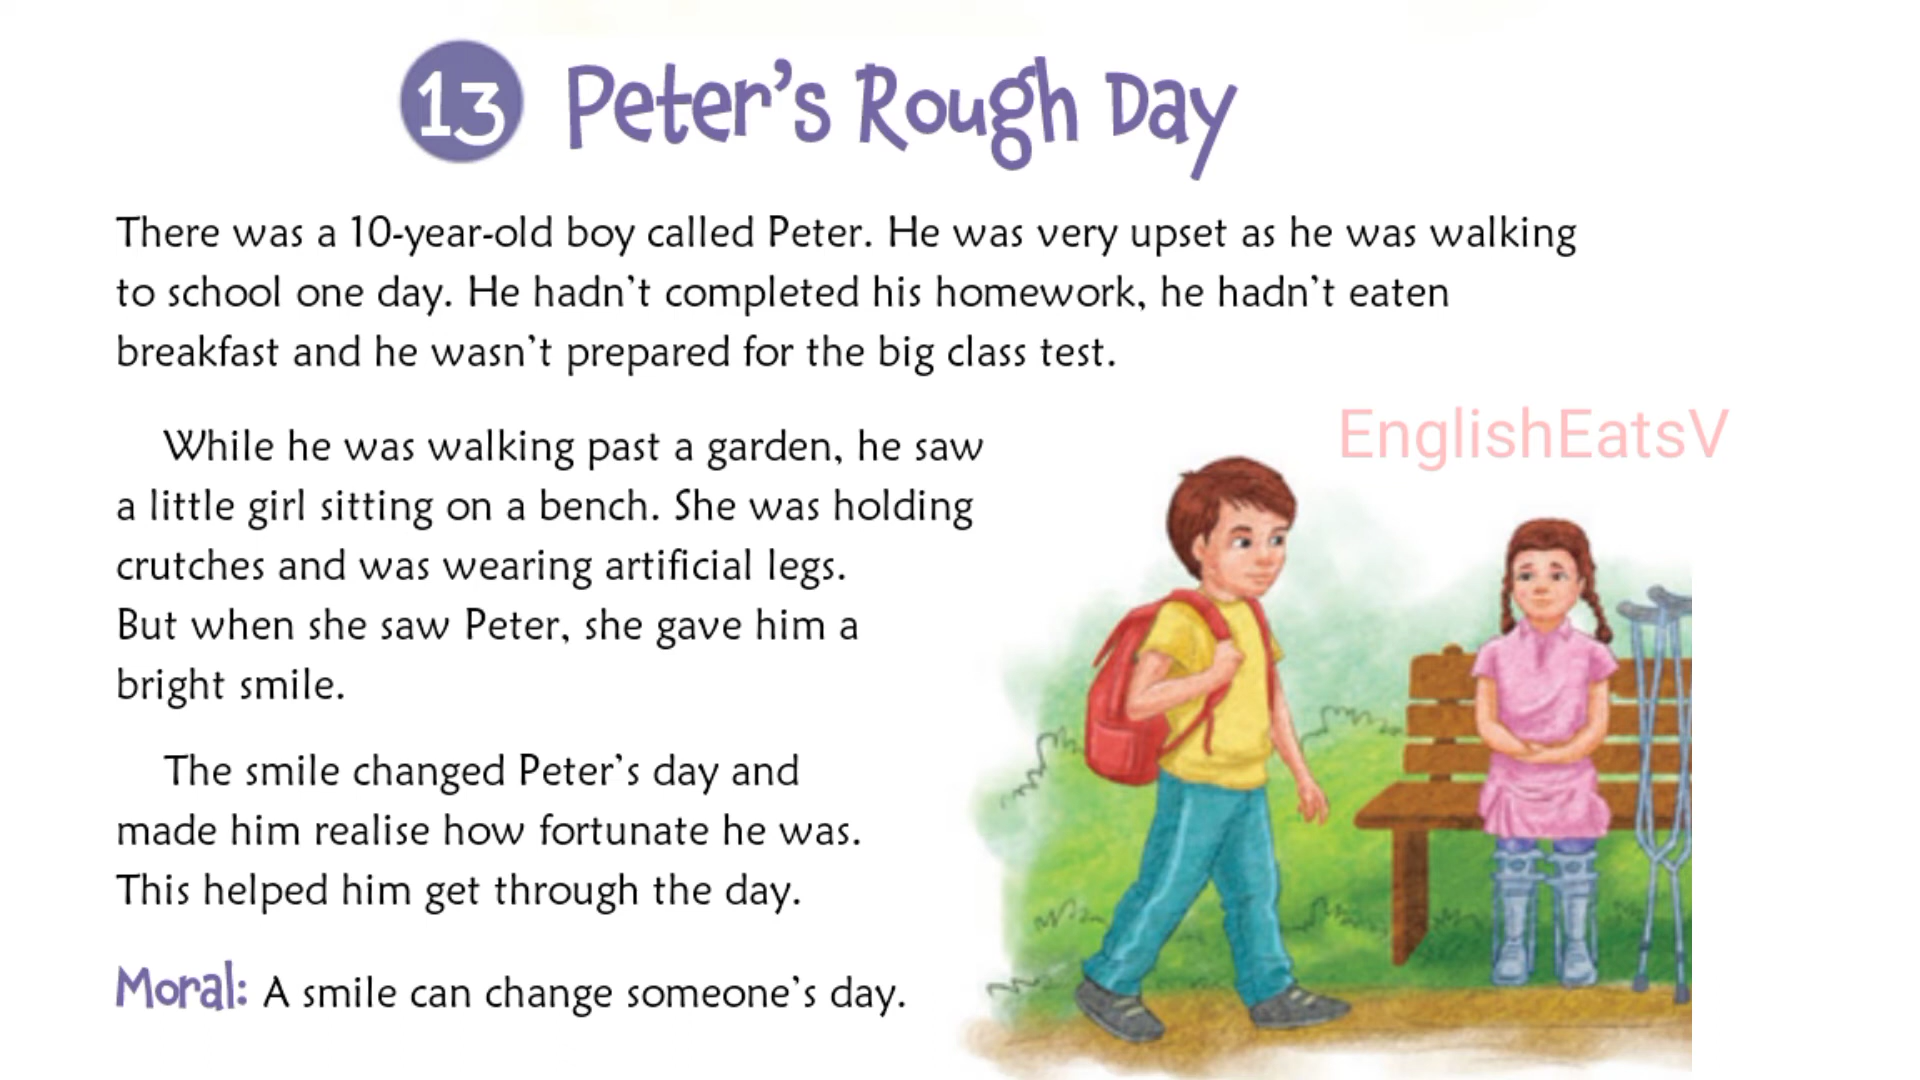 13 Peter's Rough Day
There was a 10-year-old boy called Peter. He was very upset as he was walking
to school one day. He hadn't completed his homework, he hadn't eaten
breakfast and he wasn't prepared for the big class test.
While he was walking past a garden, he saw
a little girl sitting on a bench. She was holding
crutches and was wearing artificial legs.
But when she saw Peter, she gave him a
bright smile.
The smile changed Peter's day and
made him realise how fortunate he was.
This helped him get through the day.
Moral: A smile can change someone's day.
EnglishEatsV